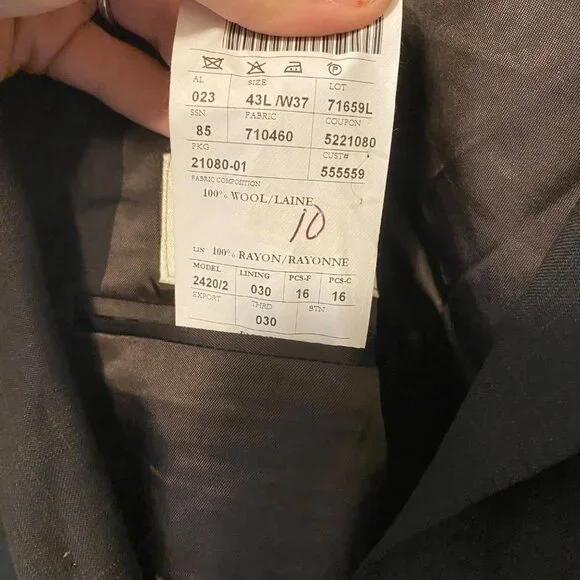 AL SIZE LOT
023 43L /W37 71659L
SSN FABRIC COUPON
85 710460 5221080
PKG CUST#
21080-01 555559
FABRIC COMPOSITION
100% WOOL/LAINE
10
LIN 100% RAYON/RAYONNE
MODEL LINING PCS-F PCS-C
2420/2 030 16 16
EXPORT THRD BTN
030